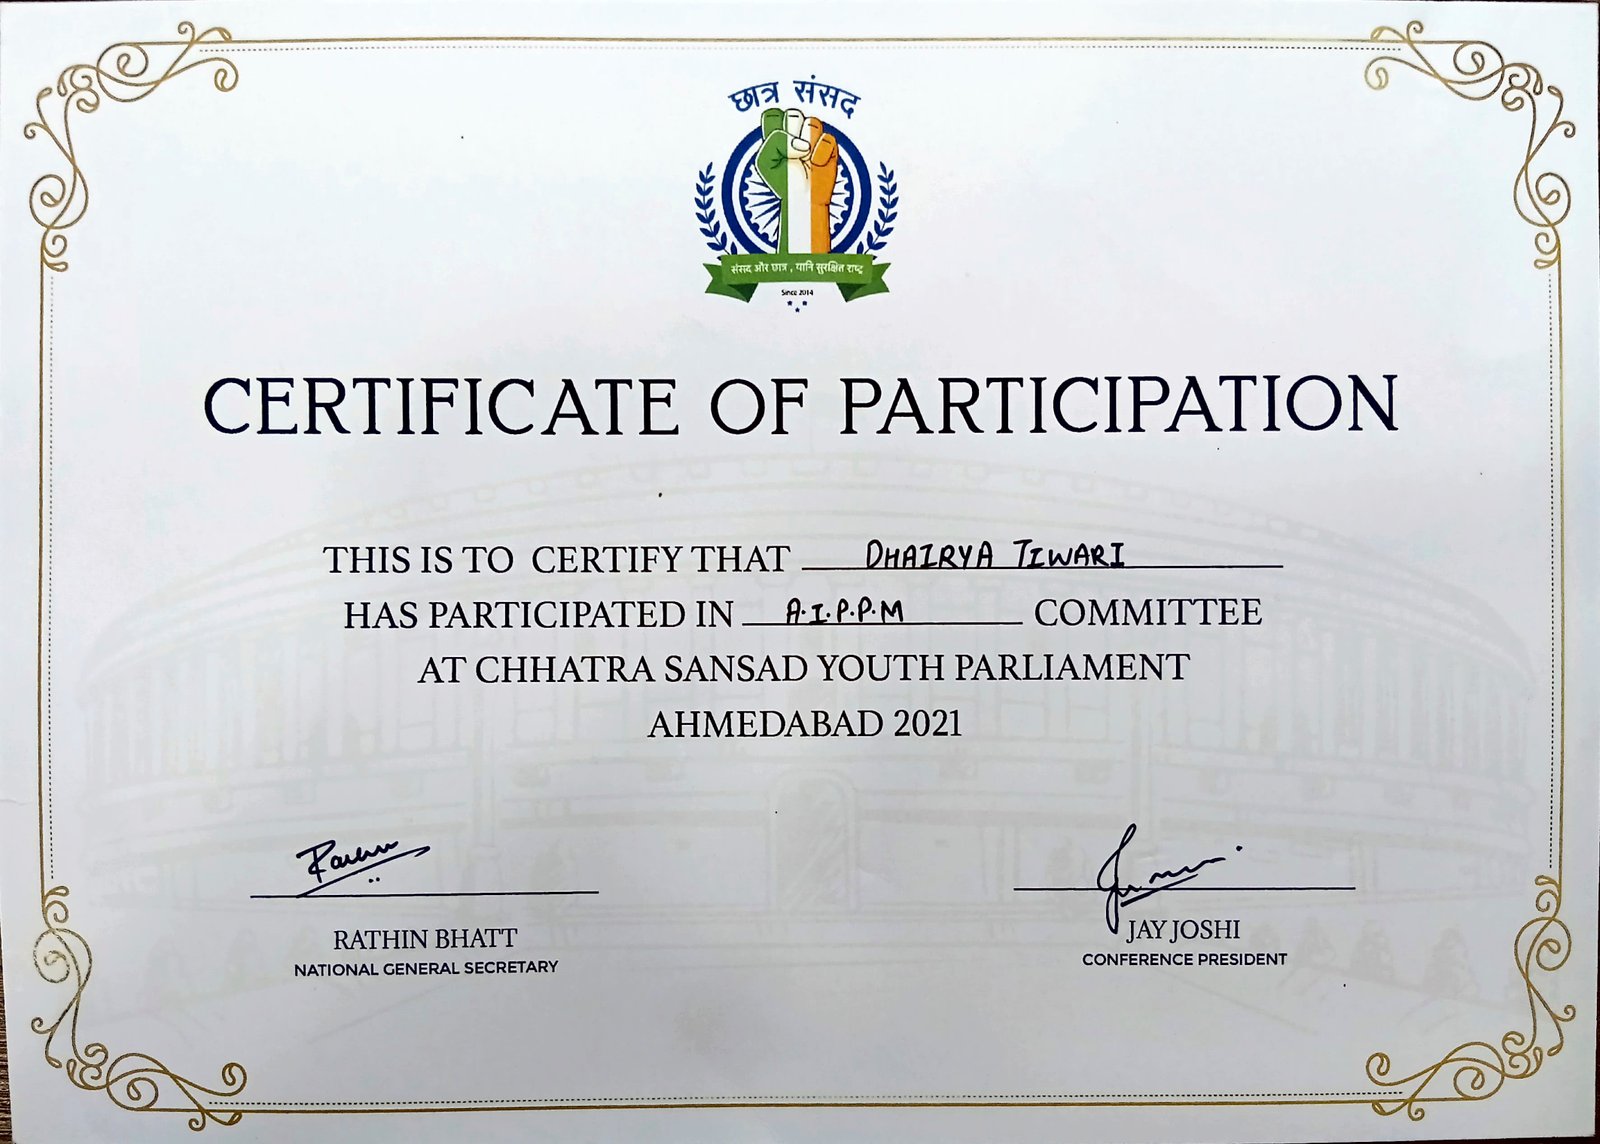 छात्र संसद
संसद और छात्र , यानि सुरक्षित राष्ट्र
Since 2014
CERTIFICATE OF PARTICIPATION
THIS IS TO CERTIFY THAT DHAIRYA TIWARI
HAS PARTICIPATED IN A.I.P.P.M COMMITTEE
AT CHHATRA SANSAD YOUTH PARLIAMENT
AHMEDABAD 2021
RATHIN BHATT
NATIONAL GENERAL SECRETARY
JAY JOSHI
CONFERENCE PRESIDENT